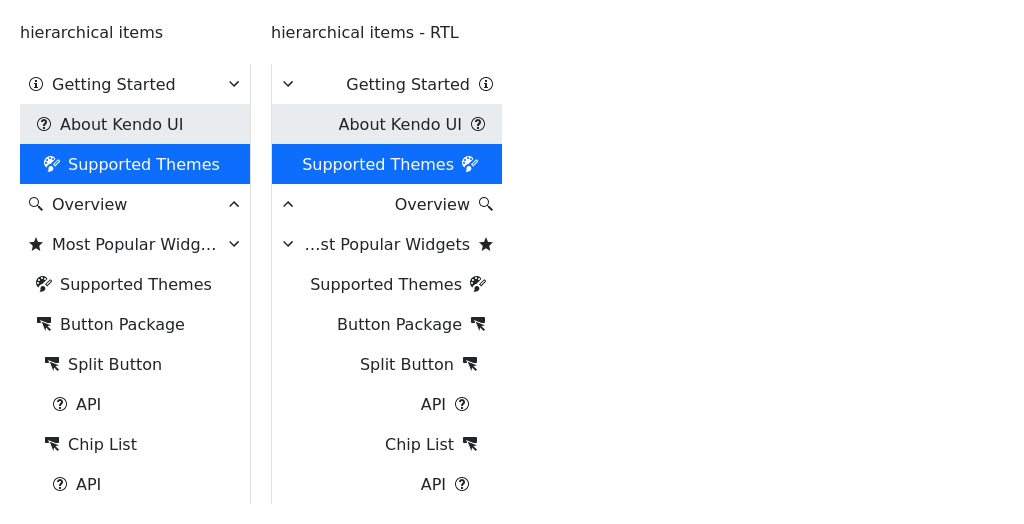 hierarchical items
Getting Started
About Kendo UI
Supported Themes
Overview
Most Popular Widg...
Supported Themes
Button Package
Split Button
API
Chip List
API
hierarchical items - RTL
Getting Started
About Kendo UI
Supported Themes
Overview
...st Popular Widgets
Supported Themes
Button Package
Split Button
API
Chip List
API